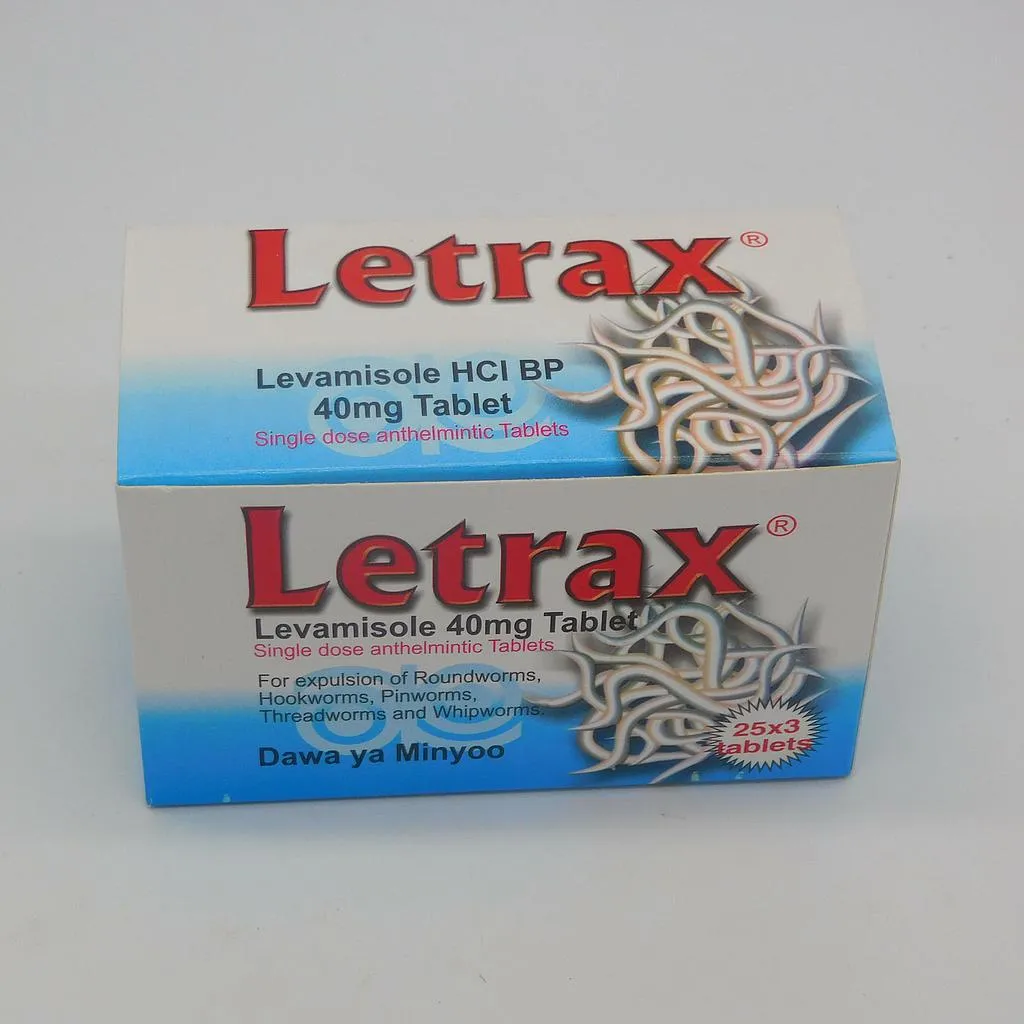 Letrax®
Levamisole HCl BP
40mg Tablet
Single dose anthelmintic Tablets
Letrax®
Levamisole 40mg Tablet
Single dose anthelmintic Tablets
For expulsion of Roundworms,
Hookworms, Pinworms,
Threadworms and Whipworms.
Dawa ya Minyoo
25x3
tablets